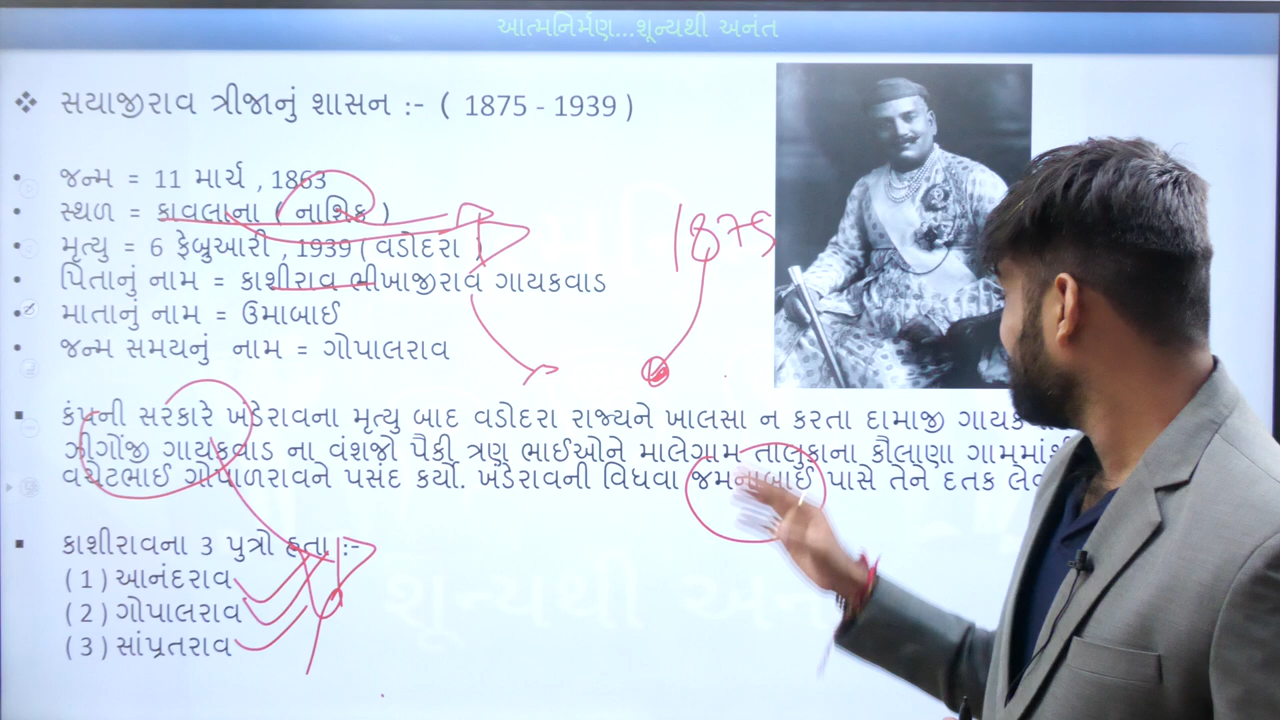 આત્મનિર્મણ...શૂન્યથી અનંત
❖ સયાજીરાવ ત્રીજાનું શાસન :- ( 1875 - 1939 )
• જન્મ = 11 માર્ચ , 1863
• સ્થળ = કાવલાના ( નાશિક )
1875
• મૃત્યુ = 6 ફેબ્રુઆરી , 1939 ( વડોદરા )
• પિતાનું નામ = કાશીરાવ ભીખાજીરાવ ગાયકવાડ
• માતાનું નામ = ઉમાબાઈ
• જન્મ સમયનું નામ = ગોપાલરાવ
▪ કંપની સરકારે ખંડેરાવના મૃત્યુ બાદ વડોદરા રાજ્યને ખાલસા ન કરતા દામાજી
ઝીંગોંજી ગાયકવાડ ના વંશજો પૈકી ત્રણ ભાઈઓને માલેગામ તાલુકાના કૌલાણા
વચેટભાઈ ગોપાળરાવને પસંદ કર્યો. ખંડેરાવની વિધવા જમનાબાઈ પાસે તેને દતક
▪ કાશીરાવના 3 પુત્રો હતા :-
( 1 ) આનંદરાવ
( 2 ) ગોપાલરાવ
( 3 ) સાંપ્રતરાવ
શૂન્યથી